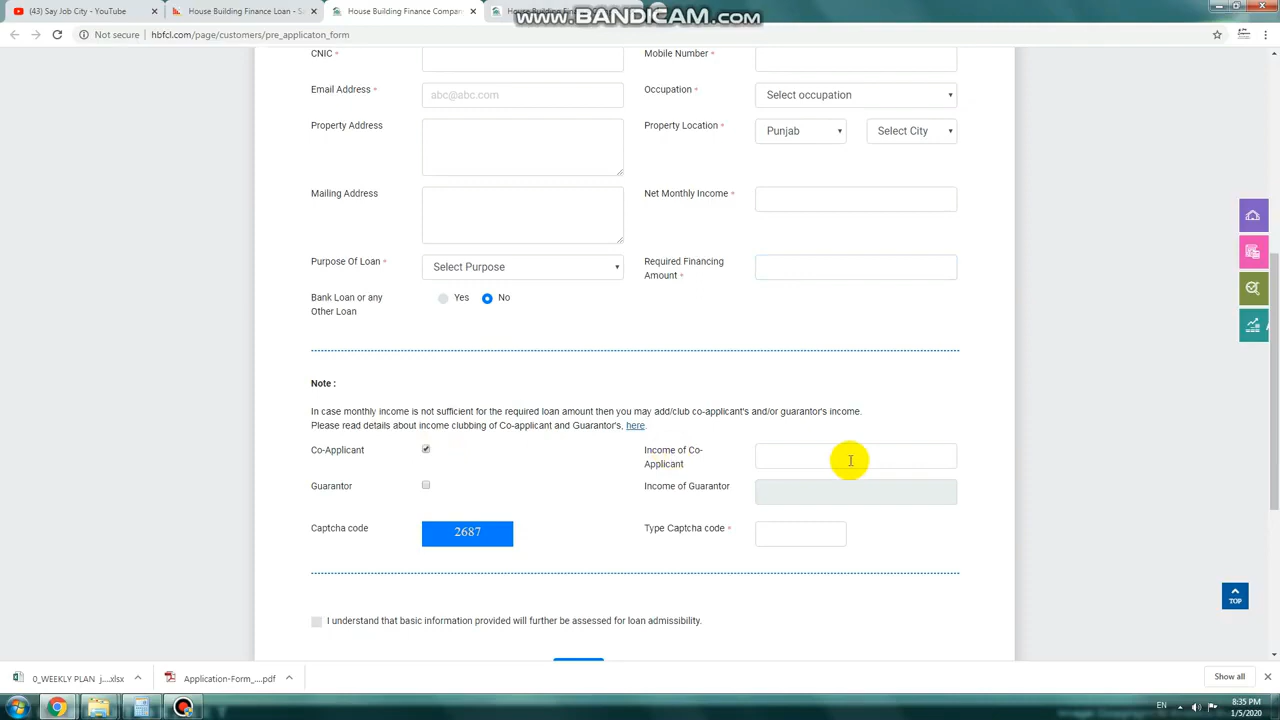 www.BANDICAM.com
(43) Say Job City - YouTube
House Building Finance Loan - S
House Building Finance Compan
Not secure
hbfcl.com/page/customers/pre_applicaton_form
CNIC *
Mobile Number *
Email Address *
abc@abc.com
Occupation *
Select occupation
Property Address
Property Location *
Punjab
Select City
Mailing Address
Net Monthly Income *
Purpose Of Loan *
Select Purpose
Required Financing
Amount *
Bank Loan or any
Other Loan
Yes
No
Note :
In case monthly income is not sufficient for the required loan amount then you may add/club co-applicant's and/or guarantor's income.
Please read details about income clubbing of Co-applicant and Guarantor's, here.
Co-Applicant
Income of Co-
Applicant
Guarantor
Income of Guarantor
Captcha code
2687
Type Captcha code *
TOP
I understand that basic information provided will further be assessed for loan admissibility.
0_WEEKLY PLAN j....xlsx
Application-Form_....pdf
Show all
EN
8:35 PM
1/5/2020